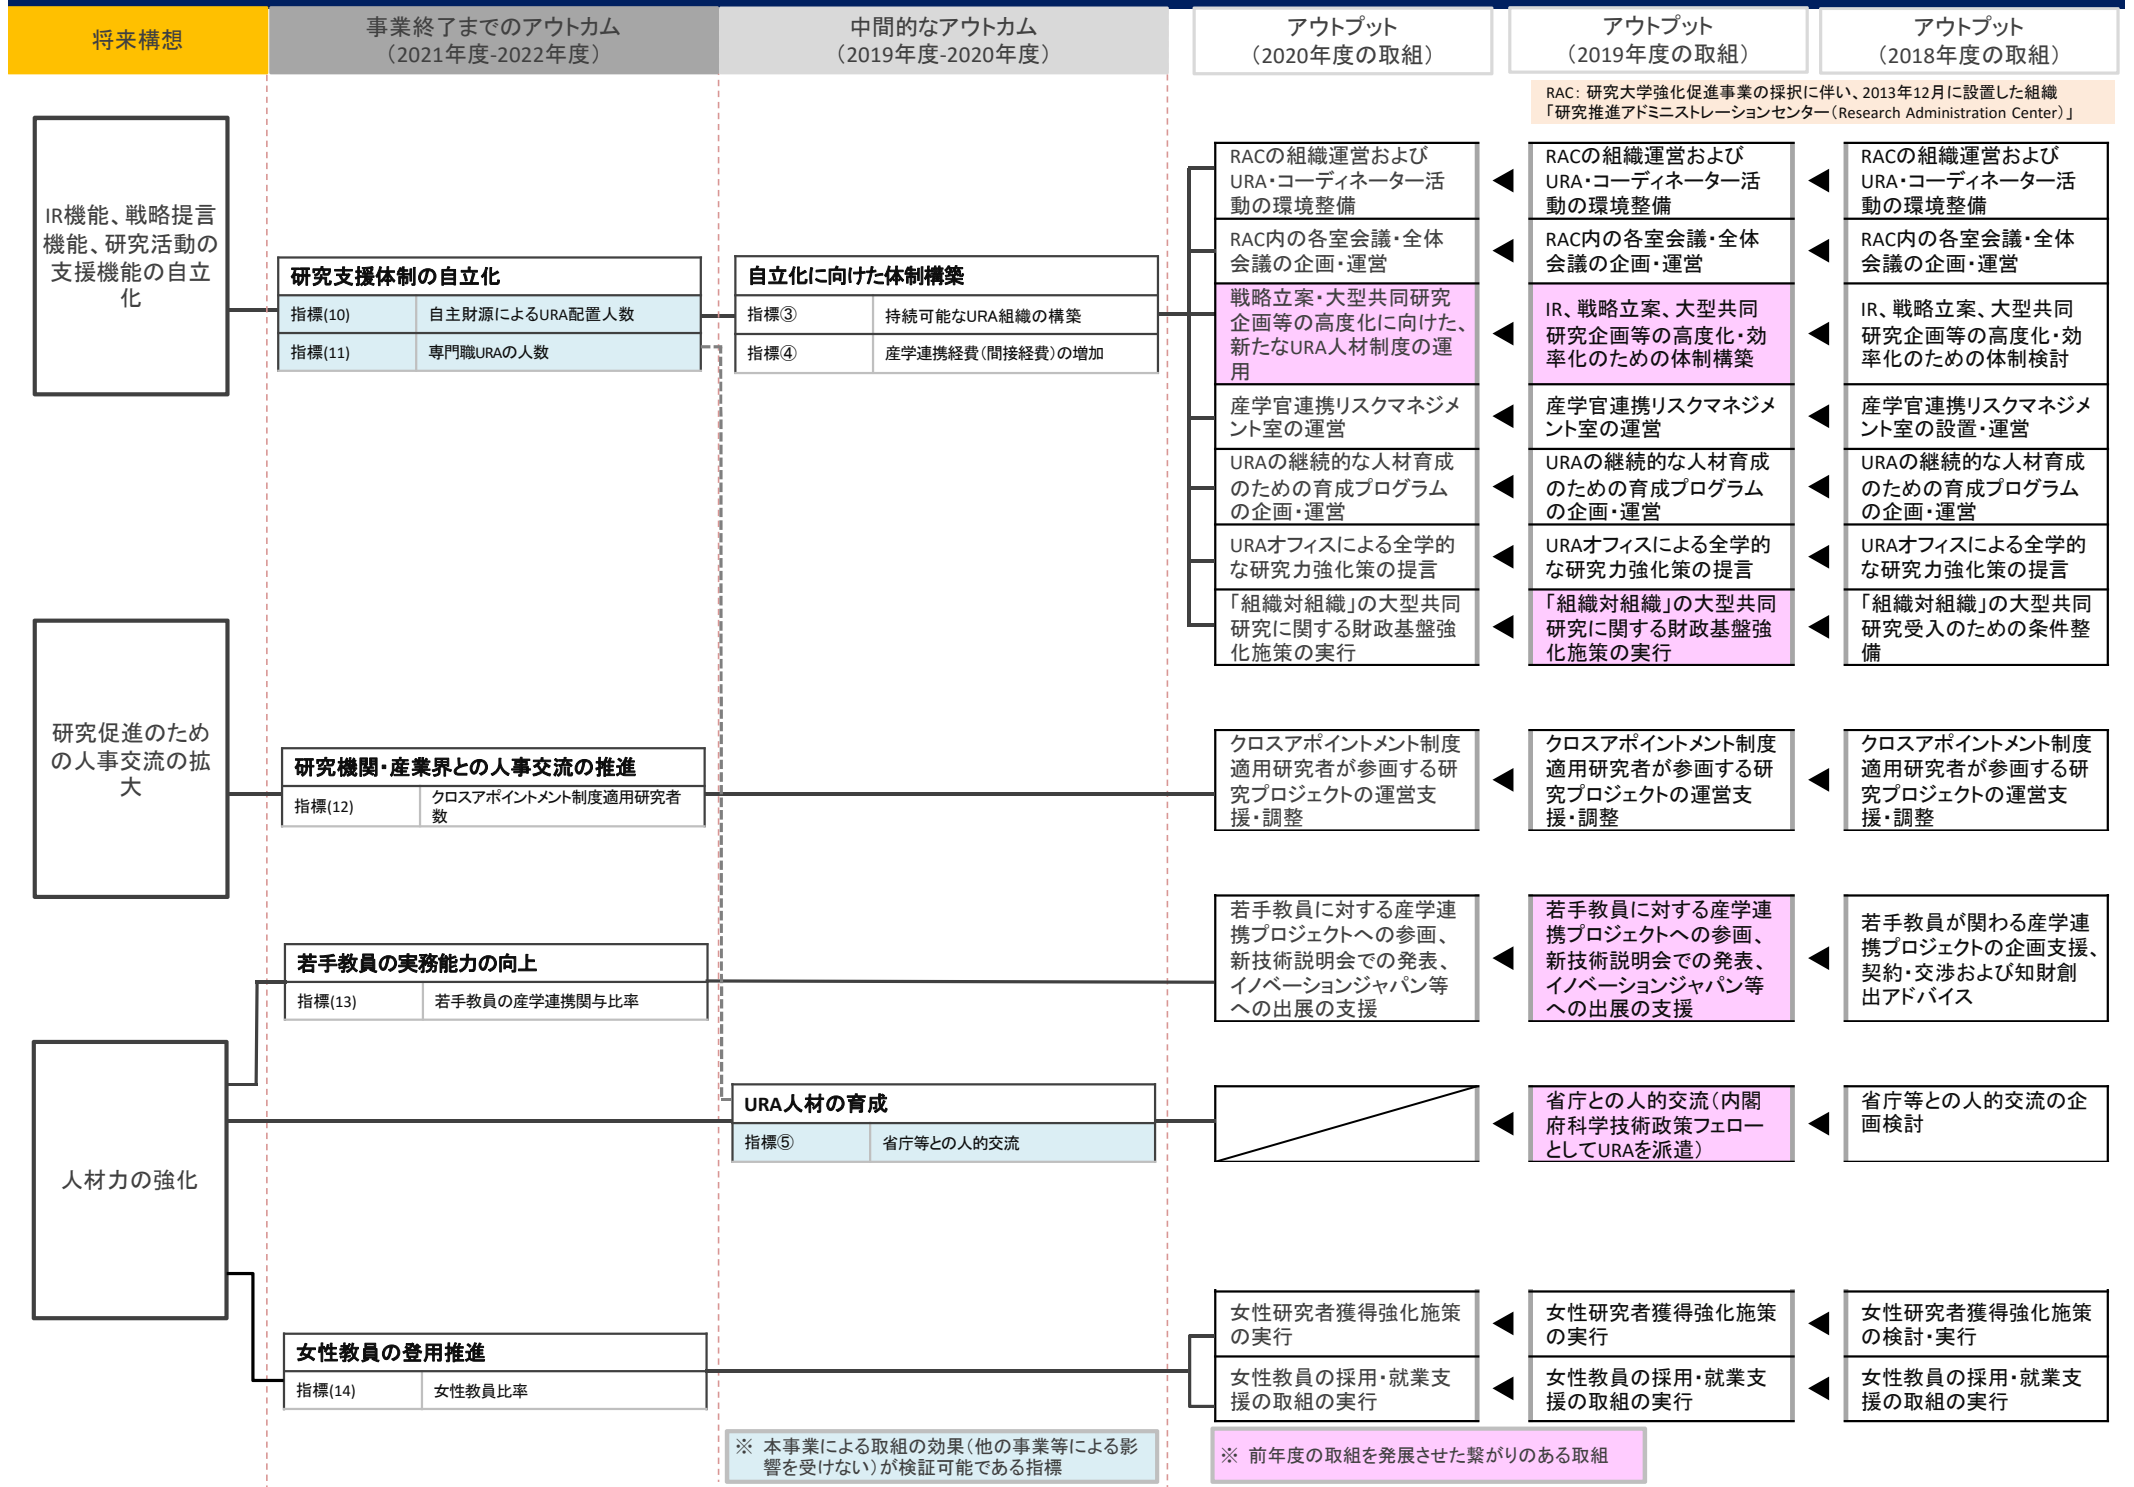 将来構想
事業終了までのアウトカム
（2021年度-2022年度）
中間的なアウトカム
（2019年度-2020年度）
アウトプット
（2020年度の取組）
アウトプット
（2019年度の取組）
アウトプット
（2018年度の取組）
RAC： 研究大学強化促進事業の採択に伴い、2013年12月に設置した組織
「研究推進アドミニストレーションセンター（Research Administration Center）」
IR機能、戦略提言
機能、研究活動の
支援機能の自立
化
研究支援体制の自立化
指標(10)
自主財源によるURA配置人数
指標(11)
専門職URAの人数
自立化に向けた体制構築
指標③
持続可能なURA組織の構築
指標④
産学連携経費（間接経費）の増加
RACの組織運営および
URA・コーディネーター活
動の環境整備
RACの組織運営および
URA・コーディネーター活
動の環境整備
RACの組織運営および
URA・コーディネーター活
動の環境整備
RAC内の各室会議・全体
会議の企画・運営
RAC内の各室会議・全体
会議の企画・運営
RAC内の各室会議・全体
会議の企画・運営
戦略立案・大型共同研究
企画等の高度化に向けた、
新たなURA人材制度の運
用
IR、戦略立案、大型共同
研究企画等の高度化・効
率化のための体制構築
IR、戦略立案、大型共同
研究企画等の高度化・効
率化のための体制検討
産学官連携リスクマネジメ
ント室の運営
産学官連携リスクマネジメ
ント室の運営
産学官連携リスクマネジメ
ント室の設置・運営
URAの継続的な人材育成
のための育成プログラム
の企画・運営
URAの継続的な人材育成
のための育成プログラム
の企画・運営
URAの継続的な人材育成
のための育成プログラム
の企画・運営
URAオフィスによる全学的
な研究力強化策の提言
URAオフィスによる全学的
な研究力強化策の提言
URAオフィスによる全学的
な研究力強化策の提言
「組織対組織」の大型共同
研究に関する財政基盤強
化施策の実行
「組織対組織」の大型共同
研究に関する財政基盤強
化施策の実行
「組織対組織」の大型共同
研究受入のための条件整
備
研究促進のため
の人事交流の拡
大
研究機関・産業界との人事交流の推進
指標(12)
クロスアポイントメント制度適用研究者
数
クロスアポイントメント制度
適用研究者が参画する研
究プロジェクトの運営支
援・調整
クロスアポイントメント制度
適用研究者が参画する研
究プロジェクトの運営支
援・調整
クロスアポイントメント制度
適用研究者が参画する研
究プロジェクトの運営支
援・調整
人材力の強化
若手教員の実務能力の向上
指標(13)
若手教員の産学連携関与比率
若手教員に対する産学連
携プロジェクトへの参画、
新技術説明会での発表、
イノベーションジャパン等
への出展の支援
若手教員に対する産学連
携プロジェクトへの参画、
新技術説明会での発表、
イノベーションジャパン等
への出展の支援
若手教員が関わる産学連
携プロジェクトの企画支援、
契約・交渉および知財創
出アドバイス
URA人材の育成
指標⑤
省庁等との人的交流
省庁との人的交流（内閣
府科学技術政策フェロー
としてURAを派遣）
省庁等との人的交流の企
画検討
女性教員の登用推進
指標(14)
女性教員比率
女性研究者獲得強化施策
の実行
女性研究者獲得強化施策
の実行
女性研究者獲得強化施策
の検討・実行
女性教員の採用・就業支
援の取組の実行
女性教員の採用・就業支
援の取組の実行
女性教員の採用・就業支
援の取組の実行
※ 本事業による取組の効果（他の事業等による影
響を受けない）が検証可能である指標
※ 前年度の取組を発展させた繋がりのある取組